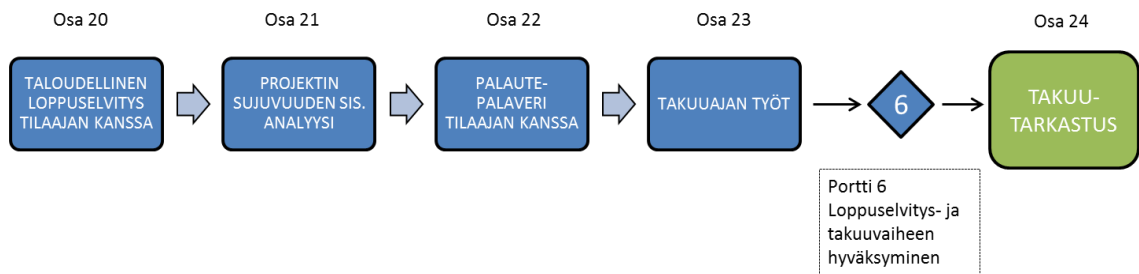 Osa 20
Osa 21
Osa 22
Osa 23
Osa 24
TALOUDELLINEN
LOPPUSELVITYS
TILAAJAN KANSSA
PROJEKTIN
SUJUVUUDEN SIS.
ANALYYSI
PALAUTE-
PALAVERI
TILAAJAN KANSSA
TAKUUAJAN TYÖT
6
TAKUU-
TARKASTUS
Portti 6
Loppuselvitys- ja
takuuvaiheen
hyväksyminen